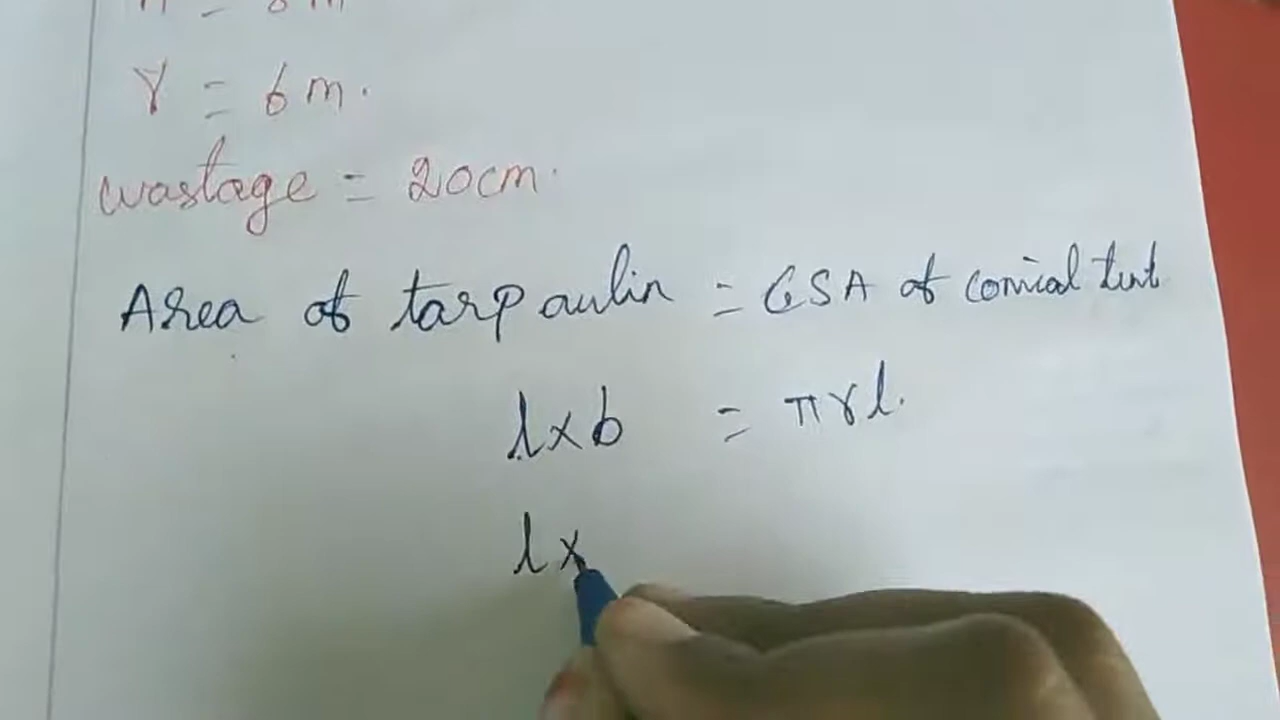 r = 6m.
wastage = 20cm.
Area of tarpaulin = CSA of conical tent
l×b = πrl.
l×